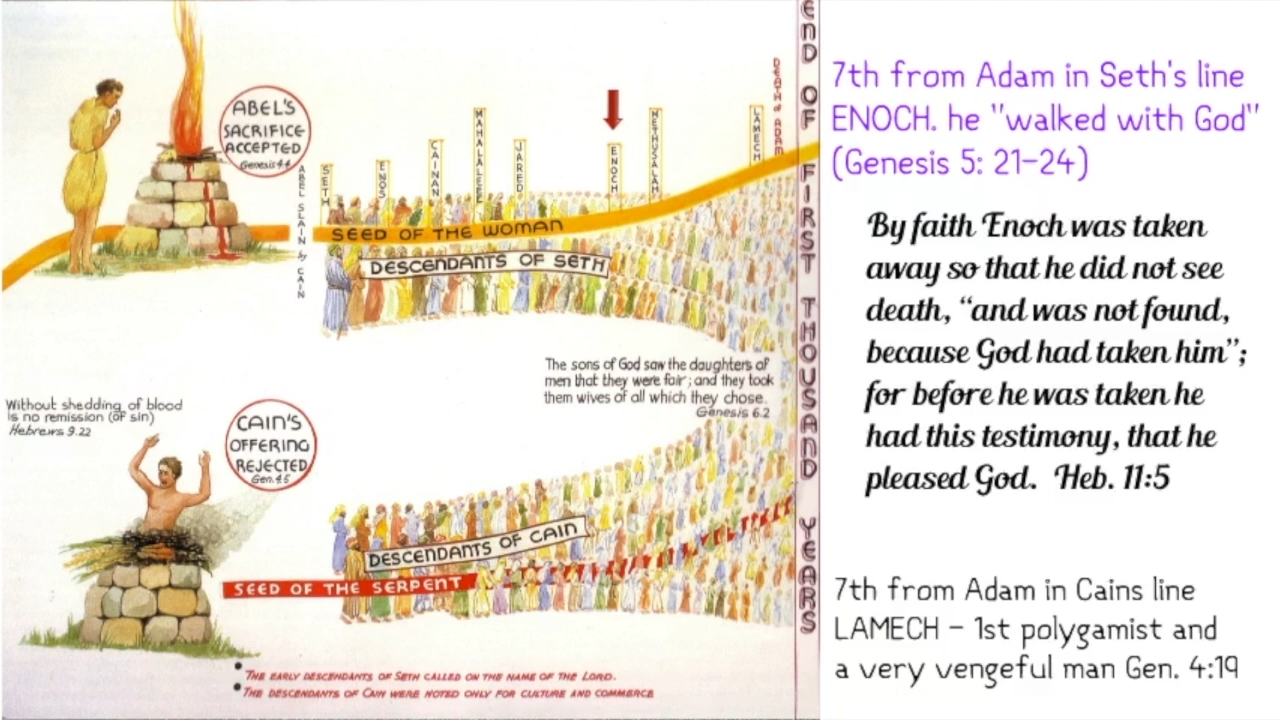 ABEL'S
SACRIFICE
ACCEPTED
Genesis 4:4
ABEL SLAIN by CAIN
SETH
ENOS
CAINAN
MAHALALEEL
JARED
ENOCH
METHUSALAH
LAMECH
DEATH of ADAM
SEED OF THE WOMAN
DESCENDANTS OF SETH
The sons of God saw the daughters of
men that they were fair; and they took
them wives of all which they chose.
Genesis 6.2
Without shedding of blood
is no remission (of sin)
Hebrews 9.22
CAIN'S
OFFERING
REJECTED
Gen. 4:5
DESCENDANTS OF CAIN
SEED OF THE SERPENT
• THE EARLY DESCENDANTS OF SETH CALLED ON THE NAME OF THE LORD.
• THE DESCENDANTS OF CAIN WERE NOTED ONLY FOR CULTURE AND COMMERCE
END OF FIRST THOUSAND YEARS
7th from Adam in Seth's line
ENOCH. he "walked with God"
(Genesis 5: 21-24)
By faith Enoch was taken
away so that he did not see
death, “and was not found,
because God had taken him”;
for before he was taken he
had this testimony, that he
pleased God. Heb. 11:5
7th from Adam in Cains line
LAMECH - 1st polygamist and
a very vengeful man Gen. 4:19